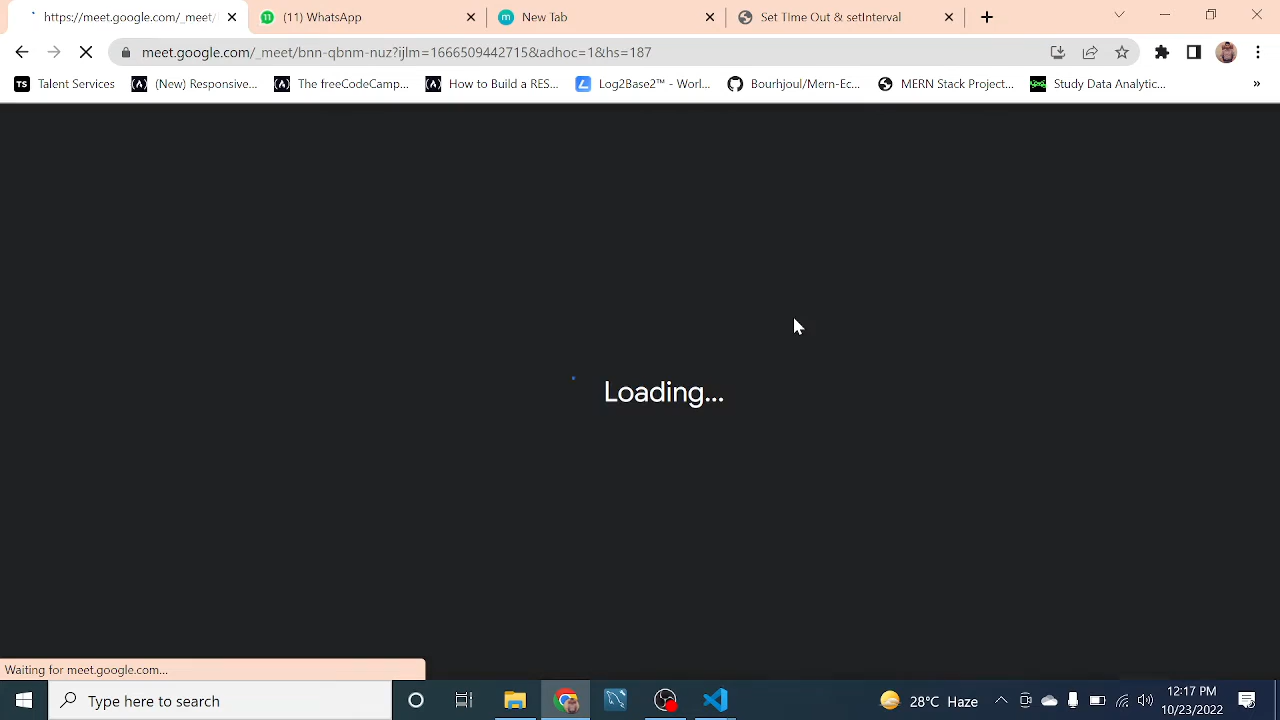 https://meet.google.com/_meet/
(11) WhatsApp
New Tab
Set TIme Out & setInterval
meet.google.com/_meet/bnn-qbnm-nuz?ijlm=1666509442715&adhoc=1&hs=187
TS Talent Services
(New) Responsive...
The freeCodeCamp...
How to Build a RES...
Log2Base2™ - Worl...
Bourhjoul/Mern-Ec...
MERN Stack Project...
Study Data Analytic...
»
Loading...
Waiting for meet.google.com...
Type here to search
28°C Haze
12:17 PM
10/23/2022